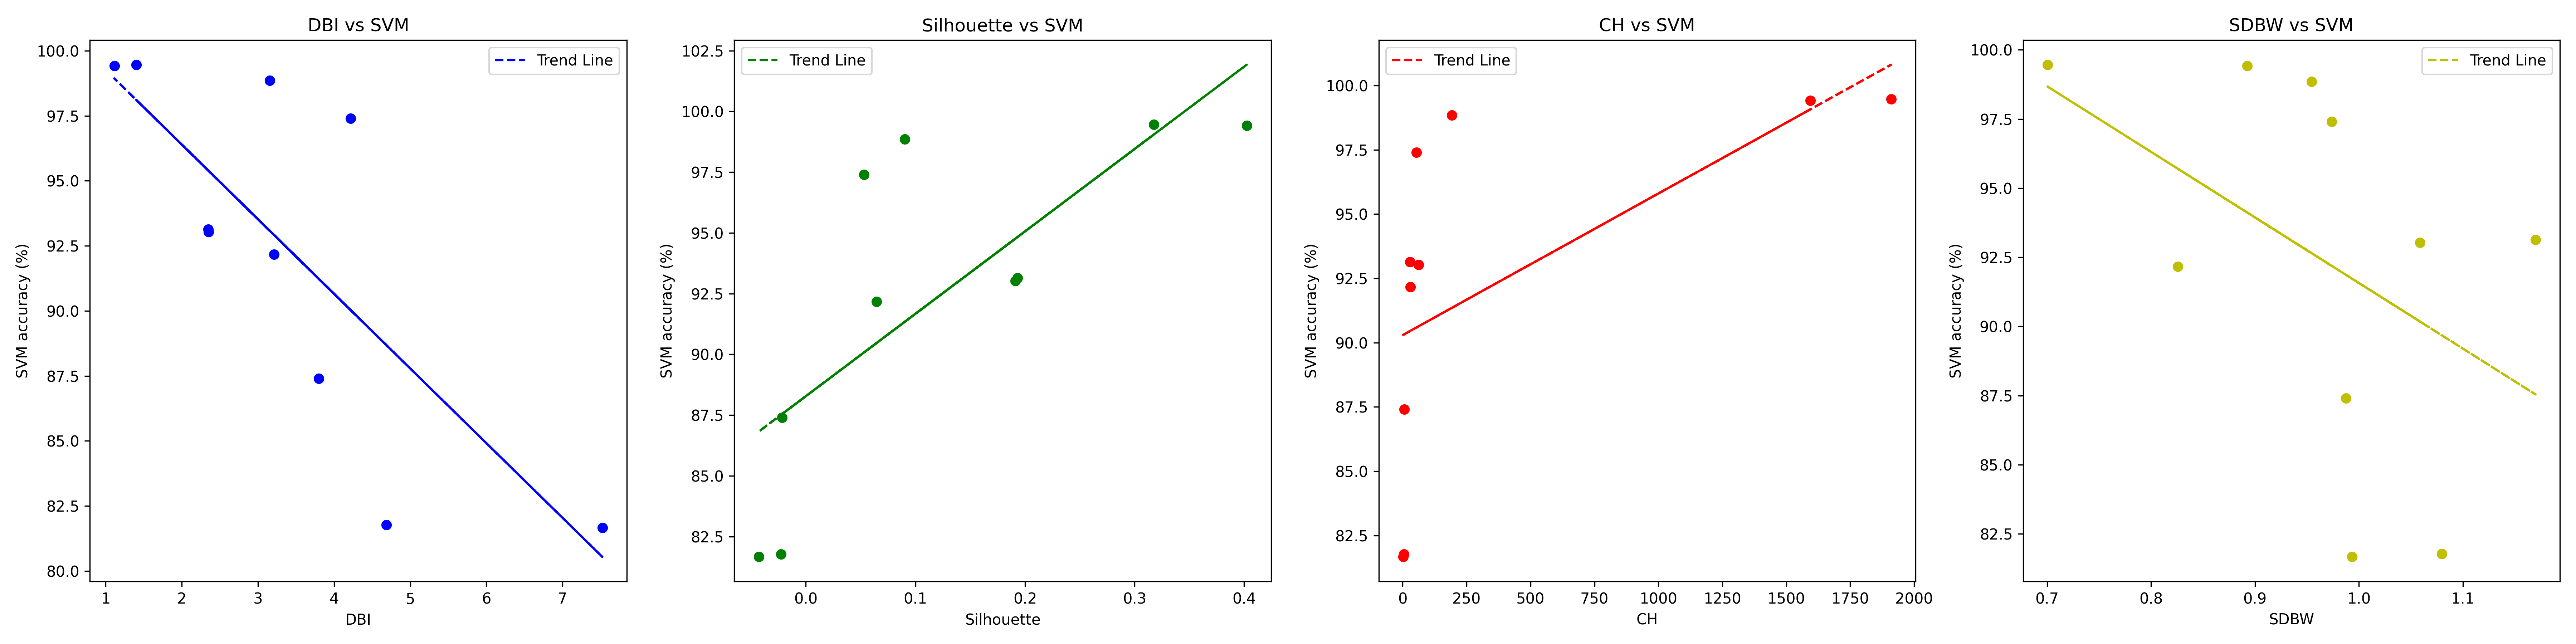 DBI vs SVM
Trend Line
100.0
97.5
95.0
92.5
90.0
87.5
85.0
82.5
80.0
SVM accuracy (%)
1 2 3 4 5 6 7
DBI
Silhouette vs SVM
Trend Line
102.5
100.0
97.5
95.0
92.5
90.0
87.5
85.0
82.5
SVM accuracy (%)
0.0 0.1 0.2 0.3 0.4
Silhouette
CH vs SVM
Trend Line
100.0
97.5
95.0
92.5
90.0
87.5
85.0
82.5
SVM accuracy (%)
0 250 500 750 1000 1250 1500 1750 2000
CH
SDBW vs SVM
Trend Line
100.0
97.5
95.0
92.5
90.0
87.5
85.0
82.5
SVM accuracy (%)
0.7 0.8 0.9 1.0 1.1
SDBW